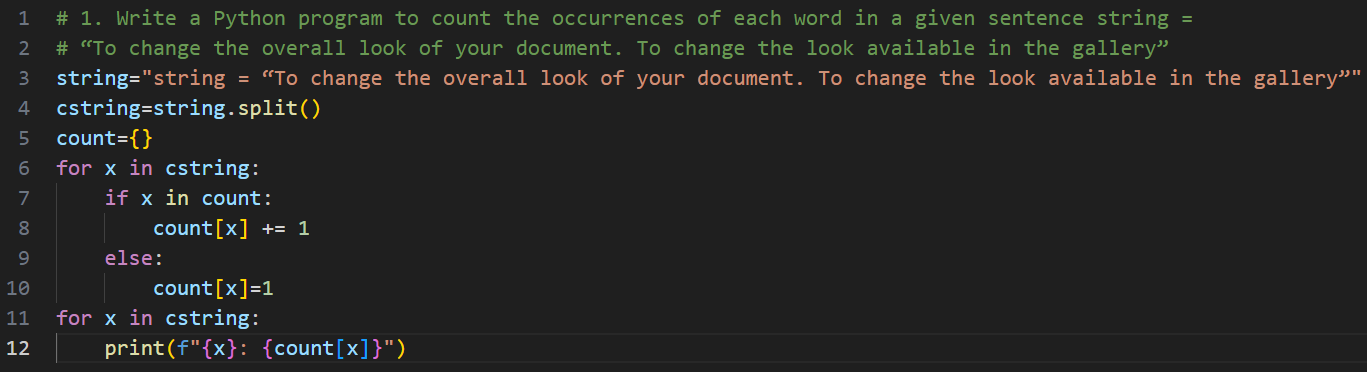 1 # 1. Write a Python program to count the occurrences of each word in a given sentence string =
2 # “To change the overall look of your document. To change the look available in the gallery”
3 string="string = “To change the overall look of your document. To change the look available in the gallery”"
4 cstring=string.split()
5 count={}
6 for x in cstring:
7     if x in count:
8         count[x] += 1
9     else:
10         count[x]=1
11 for x in cstring:
12     print(f"{x}: {count[x]}")